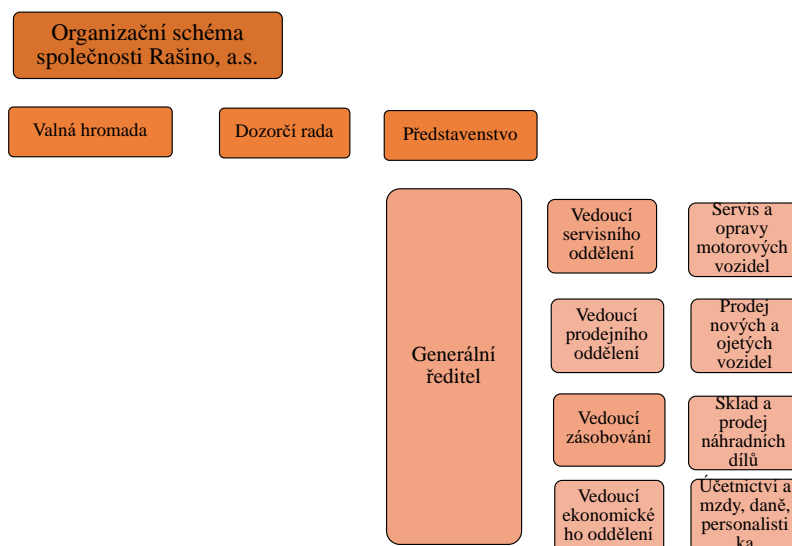 Organizační schéma
společnosti Rašino, a.s.
Valná hromada
Dozorčí rada
Představenstvo
Generální
ředitel
Vedoucí
servisního
oddělení
Servis a
opravy
motorových
vozidel
Vedoucí
prodejního
oddělení
Prodej
nových a
ojetých
vozidel
Vedoucí
zásobování
Sklad a
prodej
náhradních
dílů
Vedoucí
ekonomické
ho oddělení
Účetnictví a
mzdy, daně,
personalisti
ka